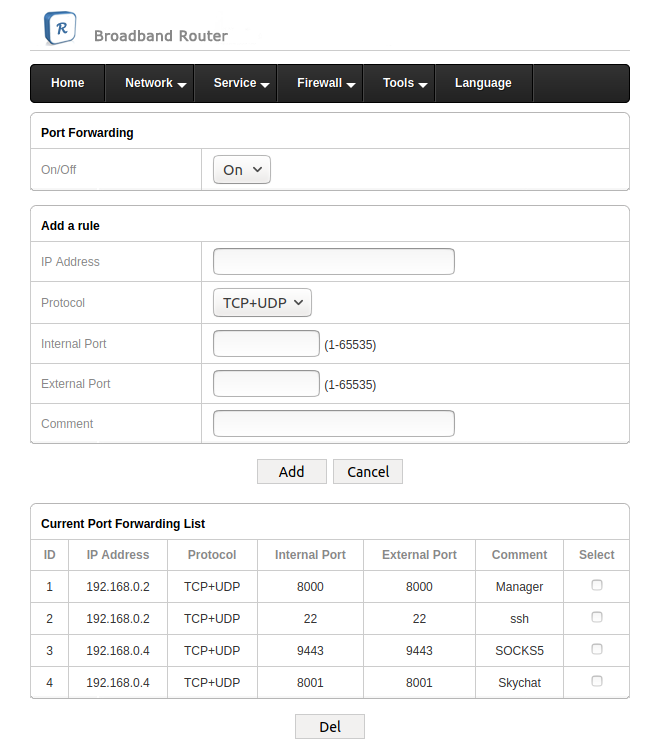 R
Broadband Router
Home Network Service Firewall Tools Language
Port Forwarding
On/Off On
Add a rule
IP Address
Protocol TCP+UDP
Internal Port (1-65535)
External Port (1-65535)
Comment
Add Cancel
Current Port Forwarding List
ID IP Address Protocol Internal Port External Port Comment Select
1 192.168.0.2 TCP+UDP 8000 8000 Manager
2 192.168.0.2 TCP+UDP 22 22 ssh
3 192.168.0.4 TCP+UDP 9443 9443 SOCKS5
4 192.168.0.4 TCP+UDP 8001 8001 Skychat
Del